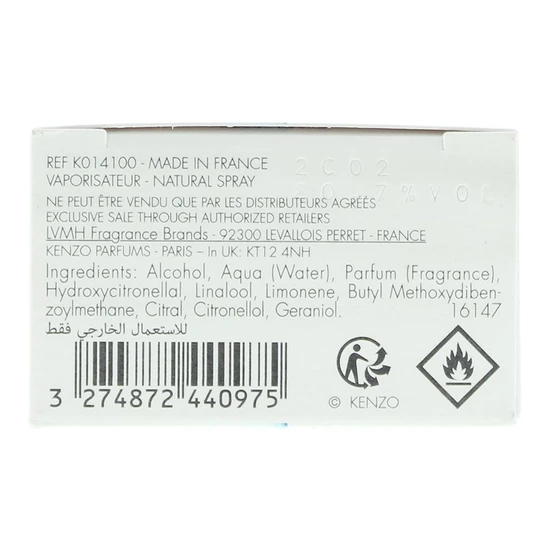 REF K014100 - MADE IN FRANCE
2C02
VAPORISATEUR - NATURAL SPRAY
% VOL
NE PEUT ÊTRE VENDU QUE PAR LES DISTRIBUTEURS AGRÉÉS
EXCLUSIVE SALE THROUGH AUTHORIZED RETAILERS
LVMH Fragrance Brands - 92300 LEVALLOIS PERRET - FRANCE
KENZO PARFUMS - PARIS – In UK: KT12 4NH
Ingredients: Alcohol, Aqua (Water), Parfum (Fragrance),
Hydroxycitronellal, Linalool, Limonene, Butyl Methoxydiben-
zoylmethane, Citral, Citronellol, Geraniol. 16147
للاستعمال الخارجي فقط
3 274872 440975
© KENZO